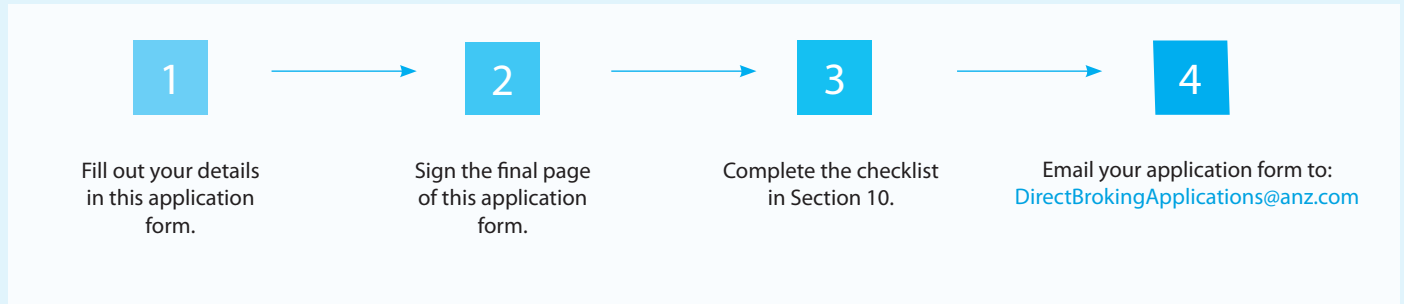 1
Fill out your details
in this application
form.
2
Sign the final page
of this application
form.
3
Complete the checklist
in Section 10.
4
Email your application form to:
DirectBrokingApplications@anz.com